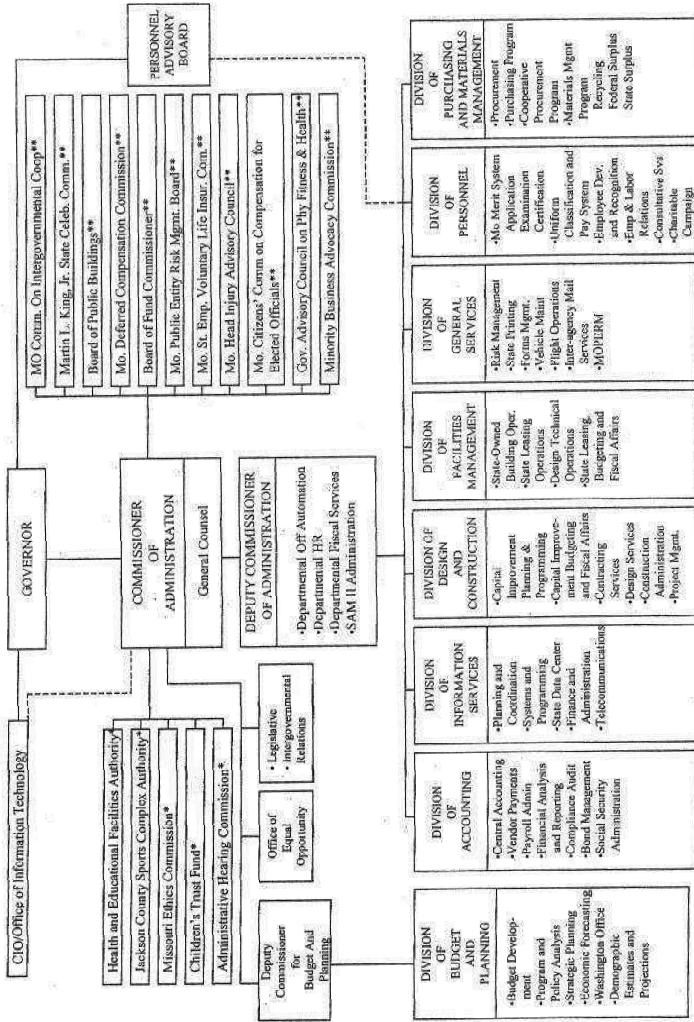 GOVERNOR
CIO/Office of Information Technology
PERSONNEL
ADVISORY
BOARD
COMMISSIONER
OF
ADMINISTRATION
General Counsel
Health and Educational Facilities Authority*
Jackson County Sports Complex Authority*
Missouri Ethics Commission*
Children's Trust Fund*
Administrative Hearing Commission*
MO Comm. On Intergovernmental Coop**
Martin L. King, Jr. State Celeb. Comm.**
Board of Public Buildings**
Mo. Deferred Compensation Commission**
Board of Fund Commissioner**
Mo. Public Entity Risk Mgmt. Board**
Mo. St. Emp. Voluntary Life Insur. Com.**
Mo. Head Injury Advisory Council**
Mo. Citizens' Comm on Compensation for
Elected Officials**
Gov. Advisory Council on Phy Fitness & Health**
Minority Business Advocacy Commission**
Deputy
Commissioner
for
Budget And
Planning
Office of
Equal
Opportunity
• Legislative
• Intergovernmental
Relations
DEPUTY COMMISSIONER
OF ADMINISTRATION
•Departmental Off Automation
•Departmental HR
•Departmental Fiscal Services
•SAM II Administration
DIVISION
OF
BUDGET
AND
PLANNING
•Budget Develop-
ment
•Program and
Policy Analysis
•Strategic Planning
•Economic Forecasting
•Washington Office
•Demographic
Estimates and
Projections
DIVISION
OF
ACCOUNTING
•Central Accounting
•Vendor Payments
•Payroll Admin
•Financial Analysis
and Reporting
•Compliance Audit
•Bond Management
•Social Security
Administration
DIVISION
OF
INFORMATION
SERVICES
•Planning and
Coordination
•Systems and
Programming
•State Data Center
•Finance and
Administration
•Telecommunications
DIVISION OF
DESIGN
AND
CONSTRUCTION
•Capital
Improvement
Planning &
Programming
•Capital Improve-
ment Budgeting
and Fiscal Affairs
•Contracting
Services
•Design Services
•Construction
Administration
•Project Mgmt.
DIVISION
OF
FACILITIES
MANAGEMENT
•State-Owned
Building Oper.
•State Leasing
Operations
•Design Technical
Operations
•State Leasing,
Bucgeting and
Fiscal Affairs
DIVISION
OF
GENERAL
SERVICES
•Risk Management
•State Printing
•Forms Mgmt.
•Vehicle Maint
•Flight Operations
•Inter-agency Mail
Services
•MOPERM
DIVISION
OF
PERSONNEL
•Mo Merit System
Application
Examination
Certification
•Uniform
Classification and
Pay System
•Employee Dev.
and Recognition
•Emp & Labor
Relations
•Consultative Svs
•Charitable
Campaign
DIVISION
OF
PURCHASING
AND MATERIALS
MANAGEMENT
•Procurement
•Purchasing Program
•Cooperative
Procurement
Program
•Materials Mgmt
Program
Recycling
Federal Surplus
State Surplus